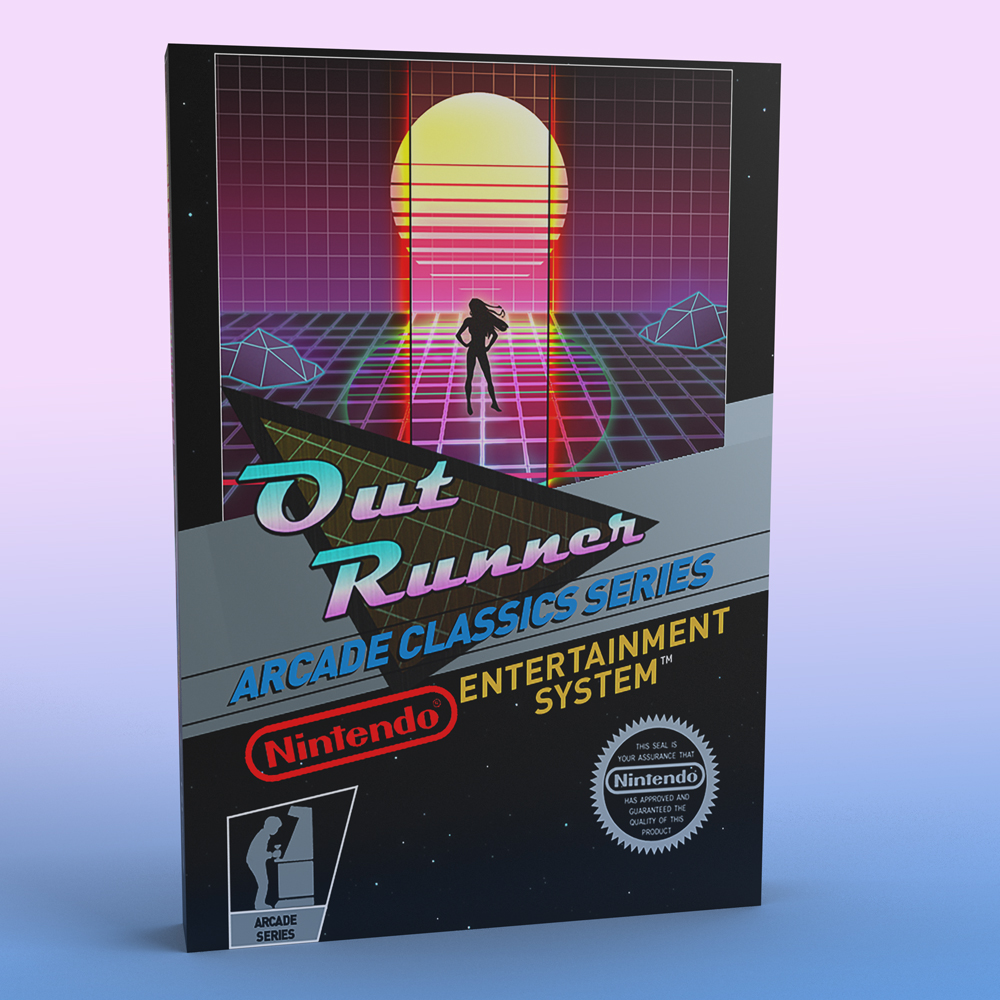 Out
Runner
ARCADE CLASSICS SERIES
Nintendo®
ENTERTAINMENT
SYSTEM™
THIS SEAL IS
YOUR ASSURANCE THAT
Nintendo
HAS APPROVED AND
GUARANTEED THE
QUALITY OF THIS
PRODUCT
ARCADE
SERIES